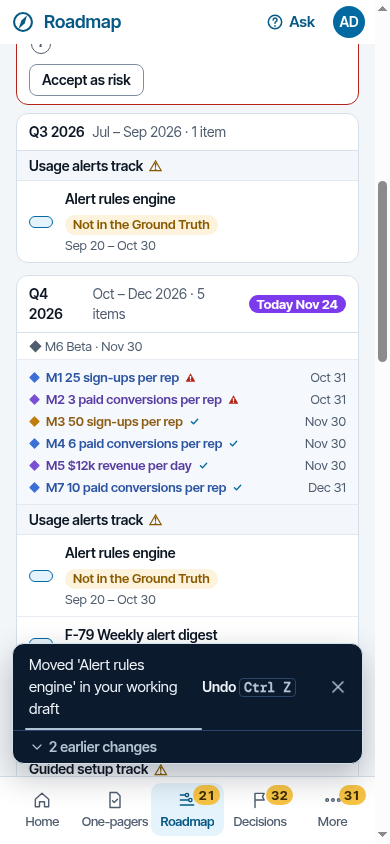 Roadmap
Ask
AD
Accept as risk
Q3 2026 Jul – Sep 2026 · 1 item
Usage alerts track
Alert rules engine
Not in the Ground Truth
Sep 20 – Oct 30
Q4 2026
Oct – Dec 2026 · 5 items
Today Nov 24
M6 Beta · Nov 30
M1 25 sign-ups per rep Oct 31
M2 3 paid conversions per rep Oct 31
M3 50 sign-ups per rep Nov 30
M4 6 paid conversions per rep Nov 30
M5 $12k revenue per day Nov 30
M7 10 paid conversions per rep Dec 31
Usage alerts track
Alert rules engine
Not in the Ground Truth
Sep 20 – Oct 30
F-79 Weekly alert digest
Moved 'Alert rules
engine' in your working
draft
Undo Ctrl Z
2 earlier changes
Guided setup track
Home
One-pagers
21
Roadmap
32
Decisions
31
More